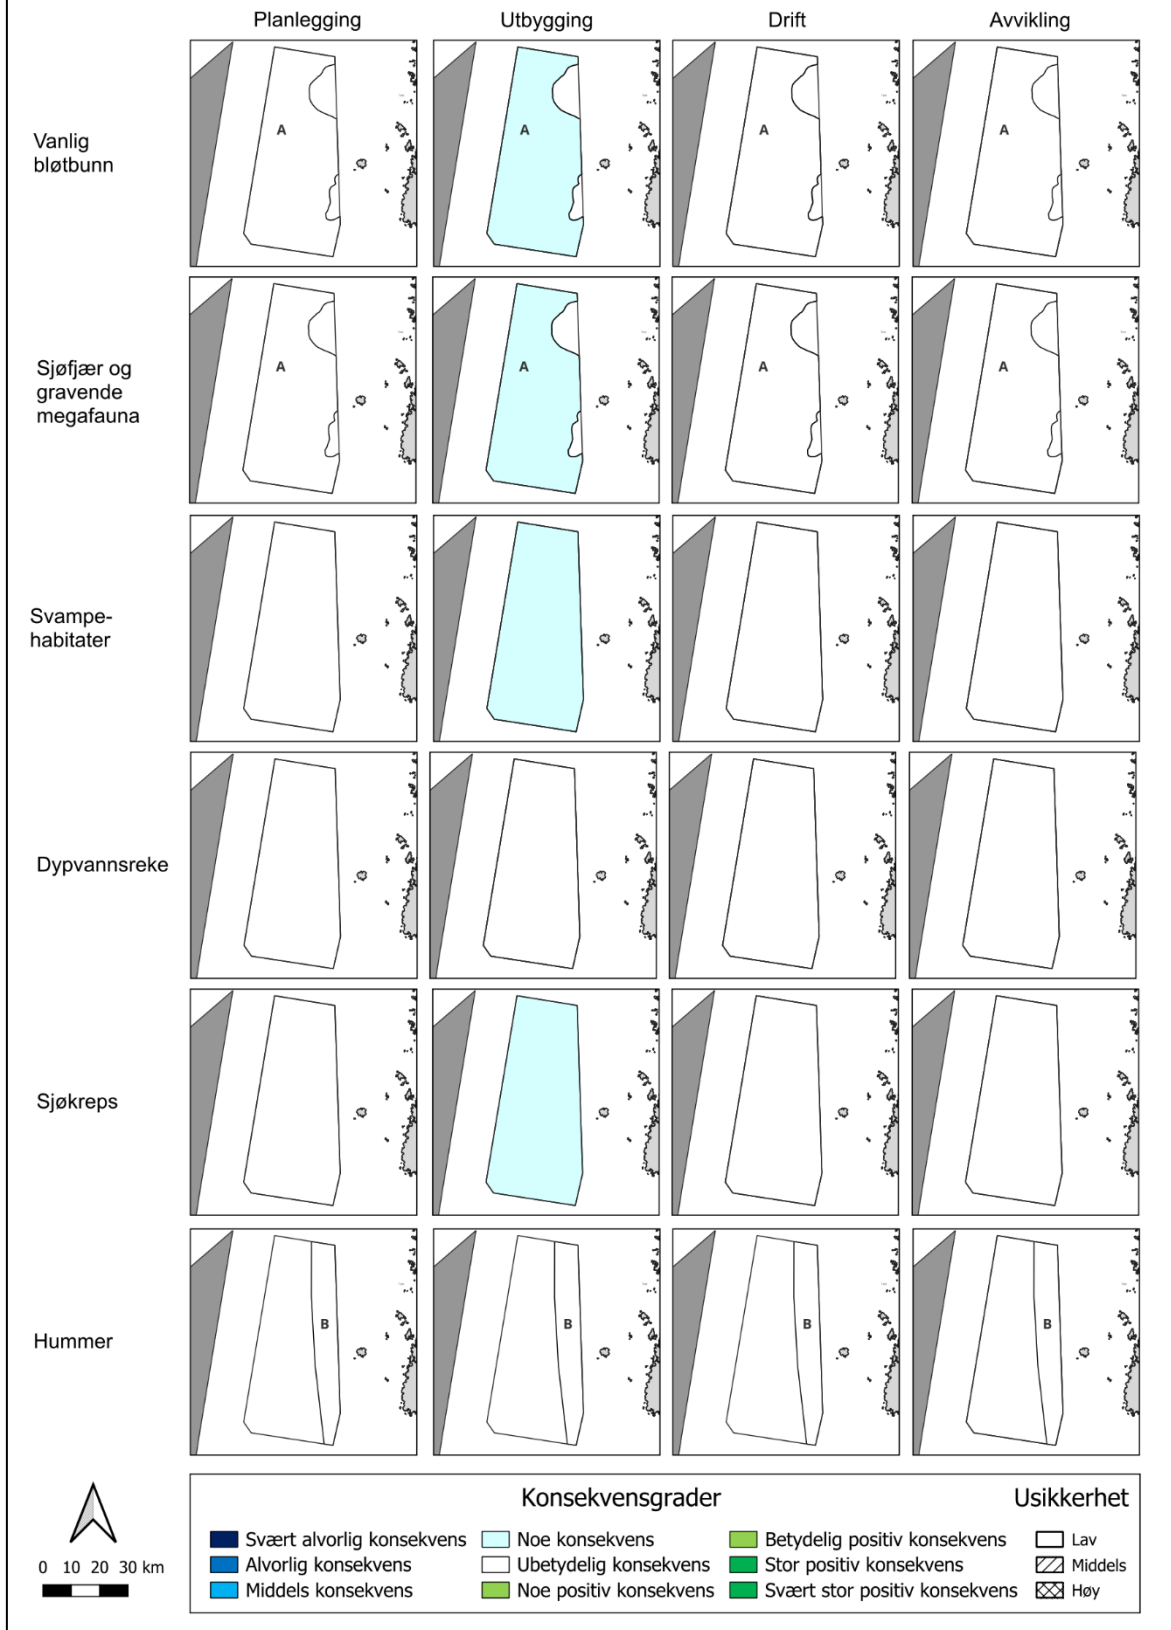 Planlegging Utbygging Drift Avvikling
Vanlig
bløtbunn
A A A A
Sjøfjær og
gravende
megafauna
A A A A
Svampe-
habitater
Dypvannsreke
Sjøkreps
Hummer
B B B B
Konsekvensgrader Usikkerhet
Svært alvorlig konsekvens Noe konsekvens Betydelig positiv konsekvens Lav
Alvorlig konsekvens Ubetydelig konsekvens Stor positiv konsekvens Middels
Middels konsekvens Noe positiv konsekvens Svært stor positiv konsekvens Høy
0 10 20 30 km